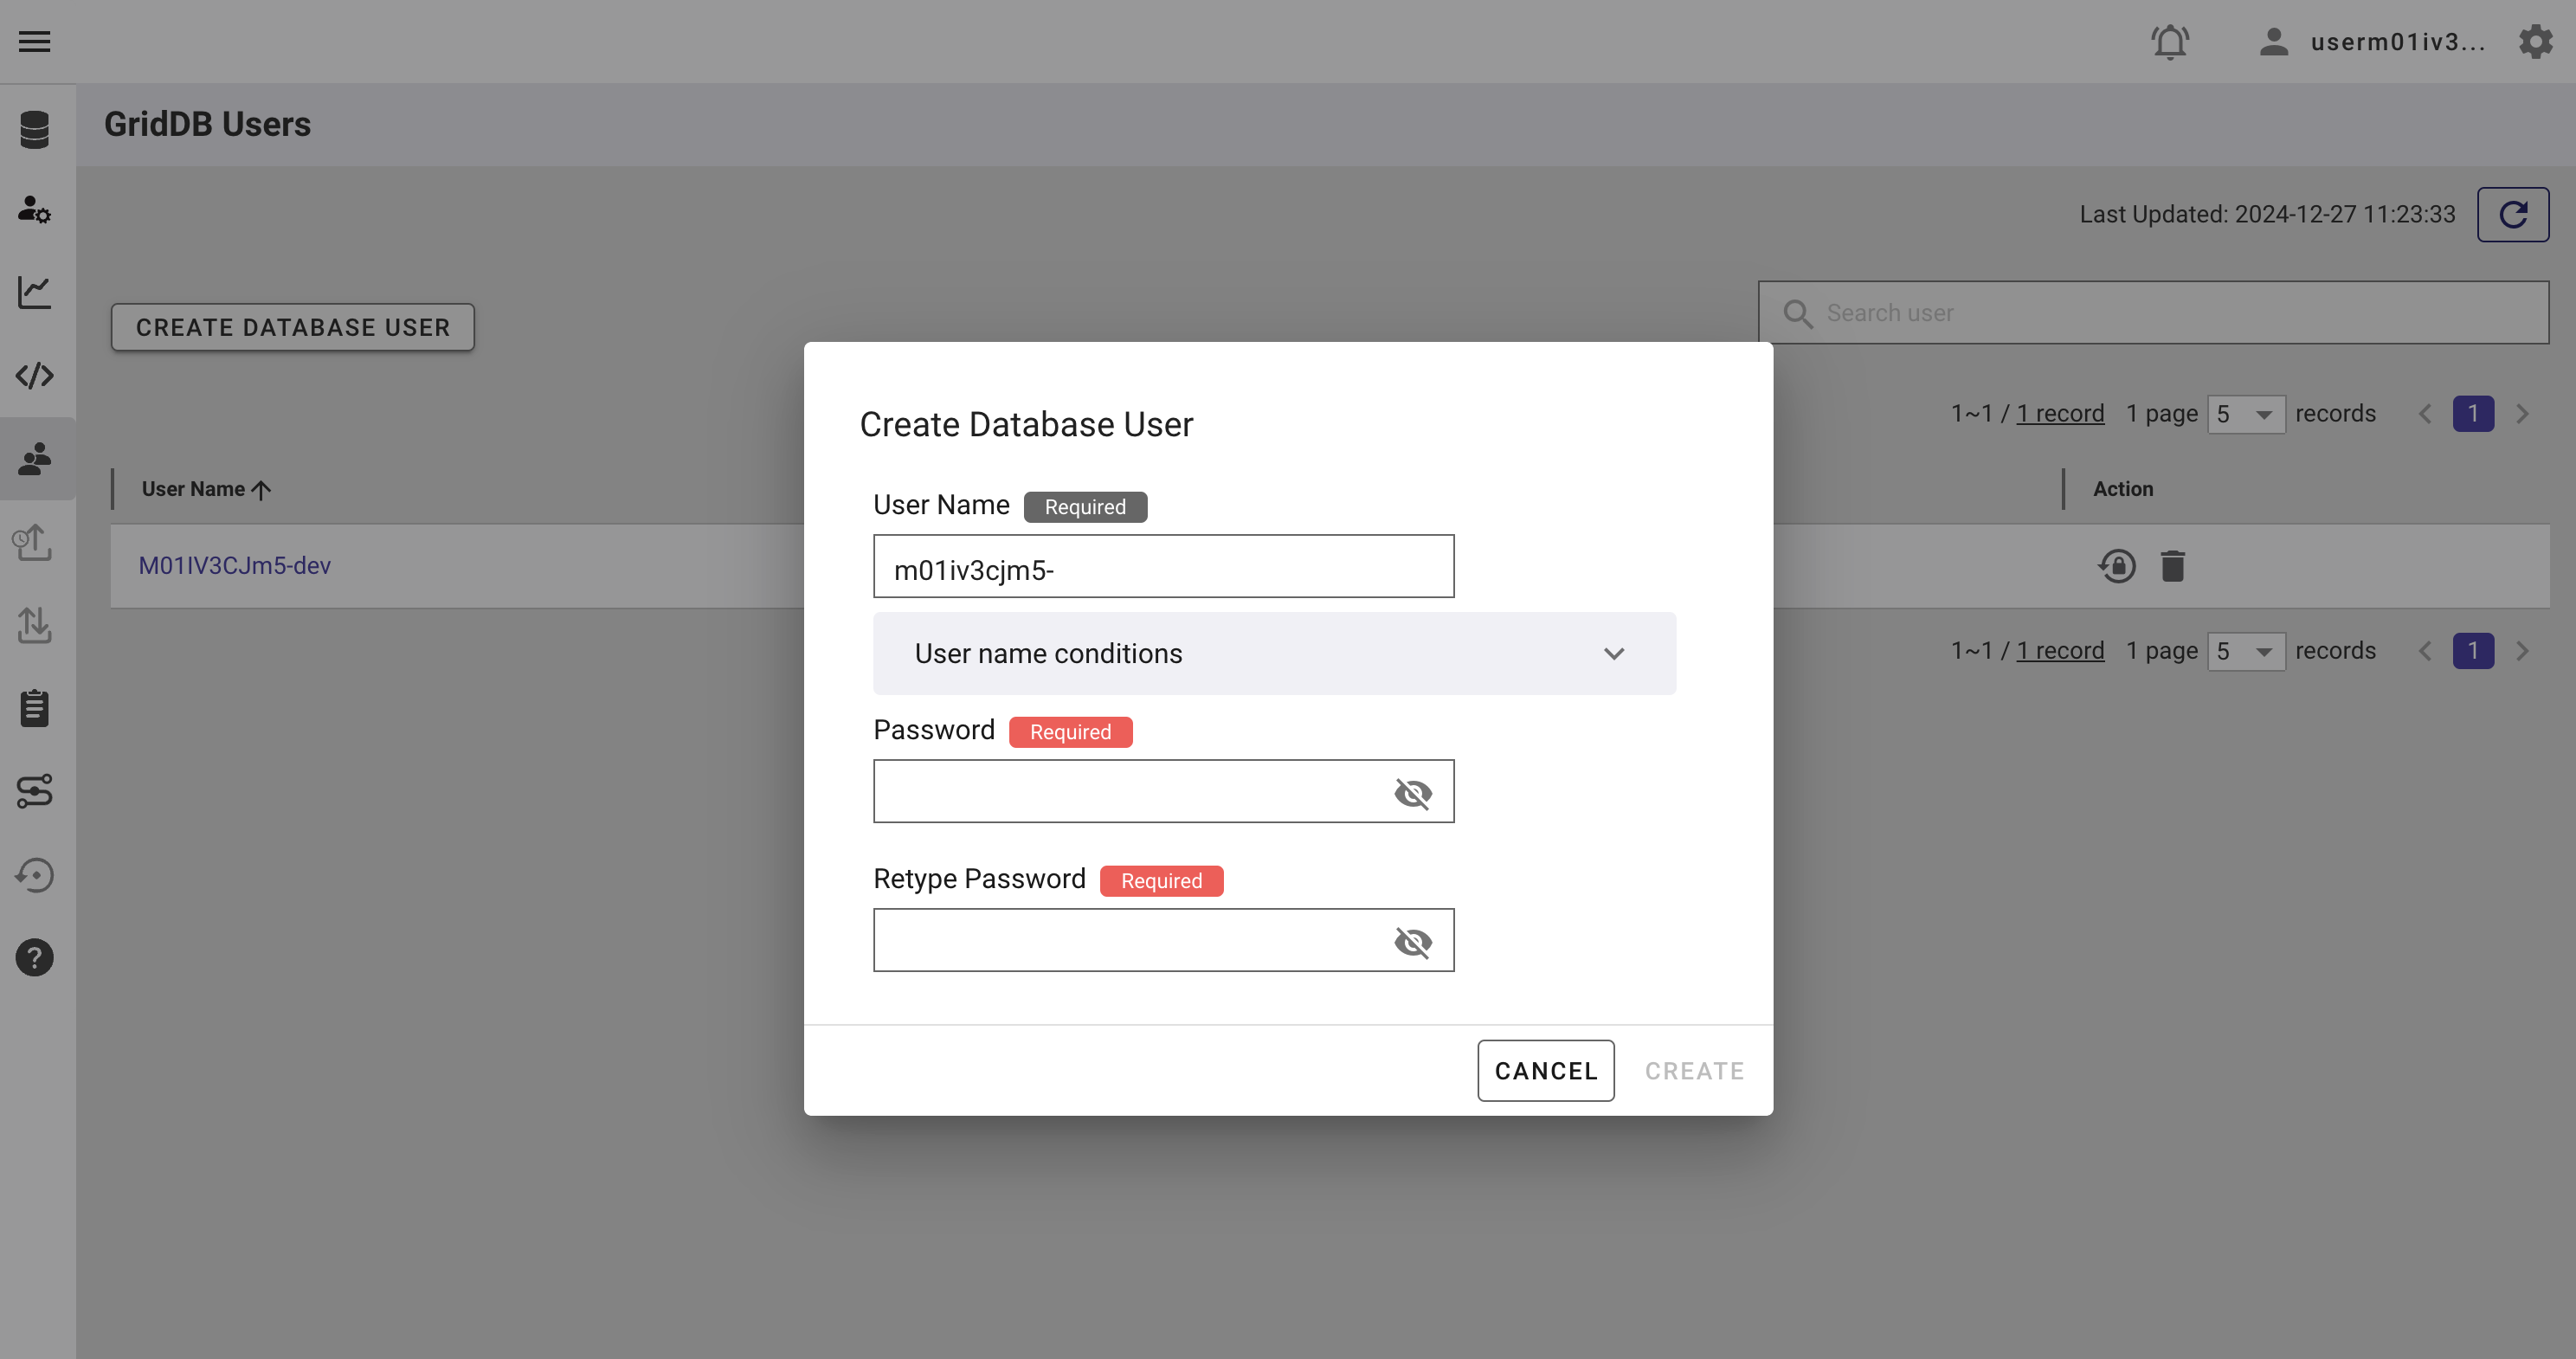 userm01iv3...
GridDB Users
Last Updated: 2024-12-27 11:23:33
CREATE DATABASE USER
Search user
1~1 / 1 record 1 page 5 records 1
User Name
Action
M01IV3CJm5-dev
1~1 / 1 record 1 page 5 records 1
Create Database User
User Name Required
m01iv3cjm5-
User name conditions
Password Required
Retype Password Required
CANCEL CREATE